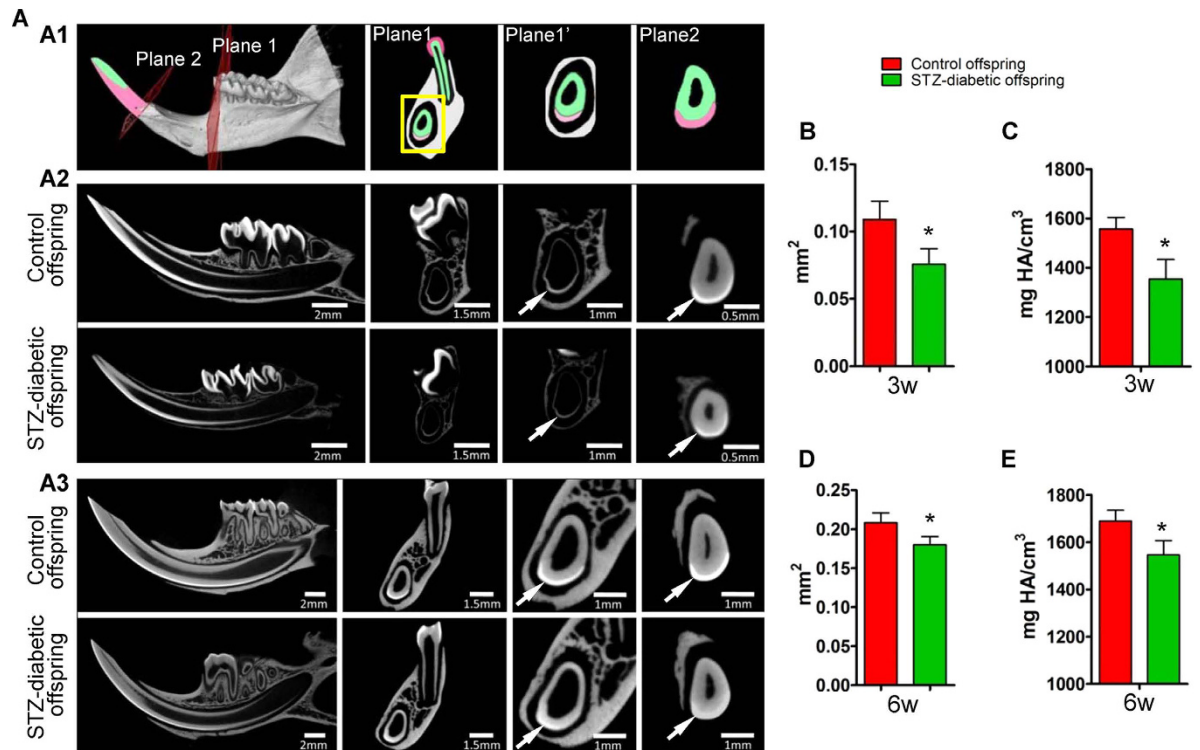 A
A1
Plane 2
Plane 1
Plane1
Plane1’
Plane2
A2
Control
offspring
2mm
1.5mm
1mm
0.5mm
STZ-diabetic
offspring
2mm
1.5mm
1mm
0.5mm
A3
Control
offspring
2mm
1.5mm
1mm
1mm
STZ-diabetic
offspring
2mm
1.5mm
1mm
1mm
Control offspring
STZ-diabetic offspring
B
mm²
0.15
0.10
0.05
0.00
*
3w
C
mg HA/cm³
1800
1600
1400
1200
1000
*
3w
D
mm²
0.25
0.20
0.15
0.10
0.05
0.00
*
6w
E
mg HA/cm³
1800
1600
1400
1200
1000
*
6w